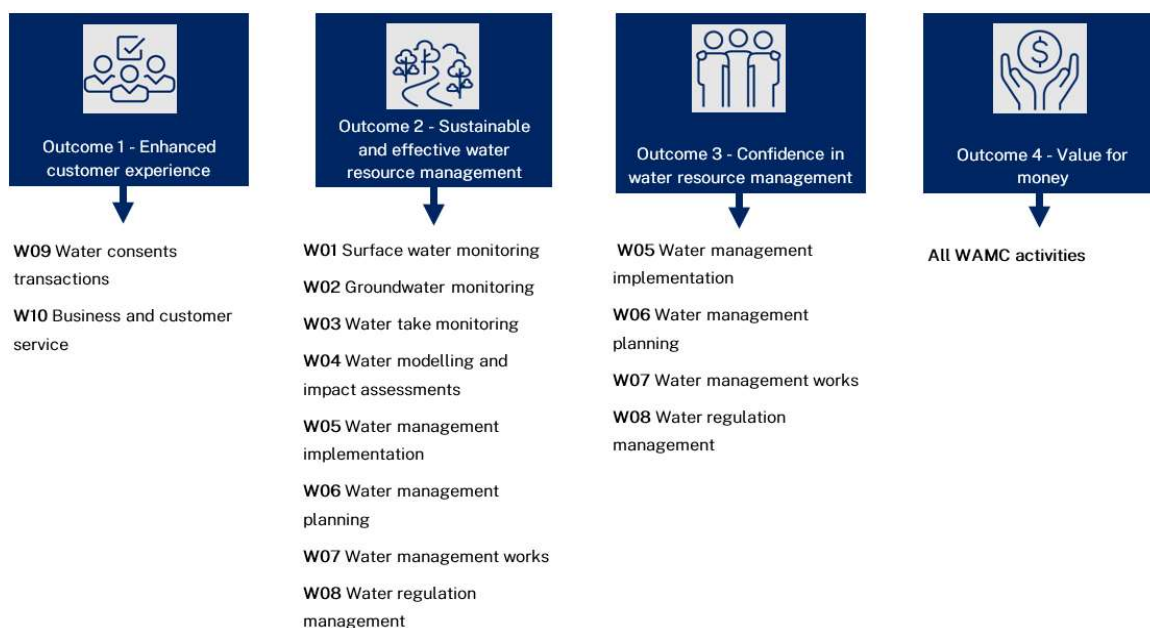 Outcome 1 - Enhanced
customer experience
W09 Water consents
transactions
W10 Business and customer
service
Outcome 2 - Sustainable
and effective water
resource management
W01 Surface water monitoring
W02 Groundwater monitoring
W03 Water take monitoring
W04 Water modelling and
impact assessments
W05 Water management
implementation
W06 Water management
planning
W07 Water management works
W08 Water regulation
management
Outcome 3 - Confidence in
water resource management
W05 Water management
implementation
W06 Water management
planning
W07 Water management works
W08 Water regulation
management
$
Outcome 4 - Value for
money
All WAMC activities